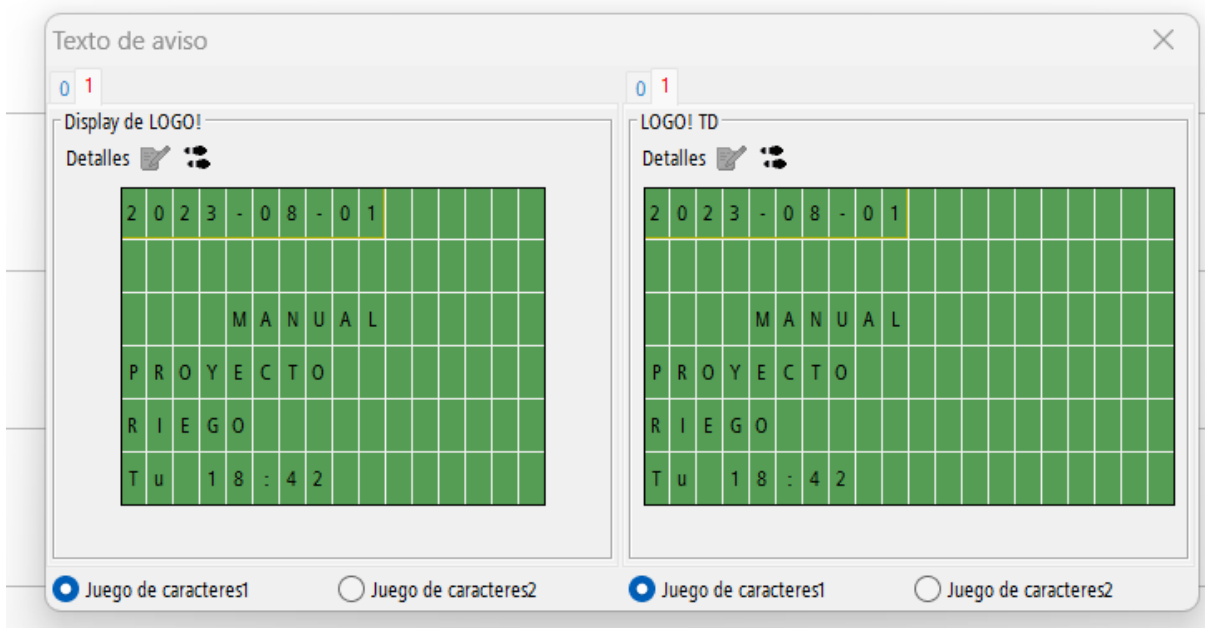 Texto de aviso
0 1
Display de LOGO!
Detalles
2023-08-01
MANUAL
PROYECTO
RIEGO
Tu 18:42
Juego de caracteres1
Juego de caracteres2
0 1
LOGO! TD
Detalles
2023-08-01
MANUAL
PROYECTO
RIEGO
Tu 18:42
Juego de caracteres1
Juego de caracteres2